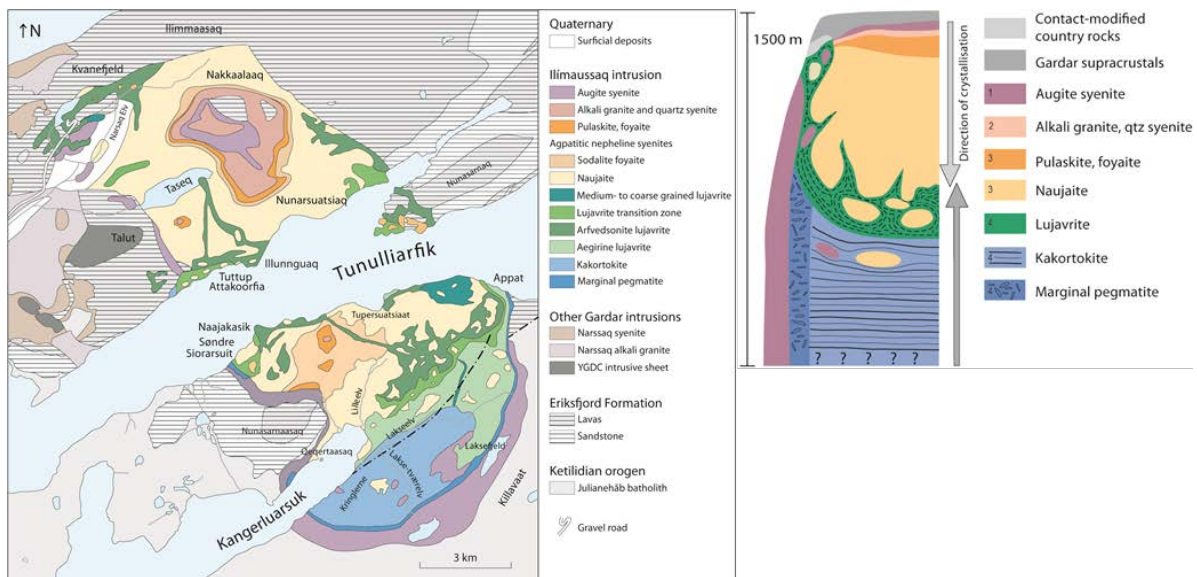 ↑N
Ilimmaasaq
Kvanefjeld
Nakkaalaaq
Narsaq Elv
Nunasarnaq
Taseq
Nunarsuatsiaq
Talut
Illunnguaq
Tuttup
Attakoorfia
Tunulliarfik
Appat
Tupersuatsiaat
Naajakasik
Søndre
Siorarsuit
Lilleelv
Lakseelv
Nunasarnaasaq
Qeqertaasaq
Laksefjeld
Lakse-tværelv
Kringlerne
Killavaat
Kangerluarsuk
3 km
Quaternary
Surficial deposits
Ilímaussaq intrusion
Augite syenite
Alkali granite and quartz syenite
Pulaskite, foyaite
Agpatitic nepheline syenites
Sodalite foyaite
Naujaite
Medium- to coarse grained lujavrite
Lujavrite transition zone
Arfvedsonite lujavrite
Aegirine lujavrite
Kakortokite
Marginal pegmatite
Other Gardar intrusions
Narssaq syenite
Narssaq alkali granite
YGDC intrusive sheet
Eriksfjord Formation
Lavas
Sandstone
Ketilidian orogen
Julianehåb batholith
Gravel road
1500 m
? ? ? ? ?
Direction of crystallisation
Contact-modified
country rocks
Gardar supracrustals
1 Augite syenite
2 Alkali granite, qtz syenite
3 Pulaskite, foyaite
3 Naujaite
4 Lujavrite
4 Kakortokite
4 Marginal pegmatite